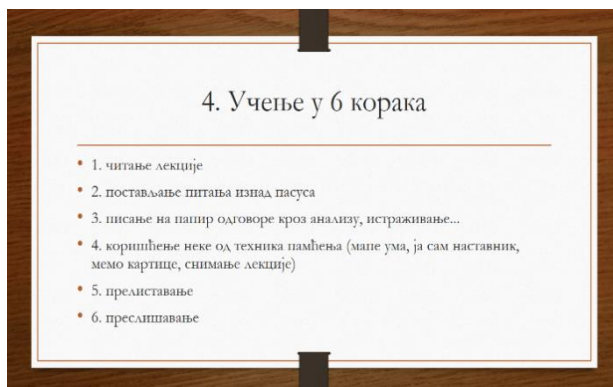 4. Учење у 6 корака
1. читање лекције
2. постављање питања изнад пасуса
3. писање на папир одговоре кроз анализу, истраживање...
4. коришћење неке од техника памћења (мапе ума, ја сам наставник,
мемо картице, снимање лекције)
5. прелиставање
6. преслишавање